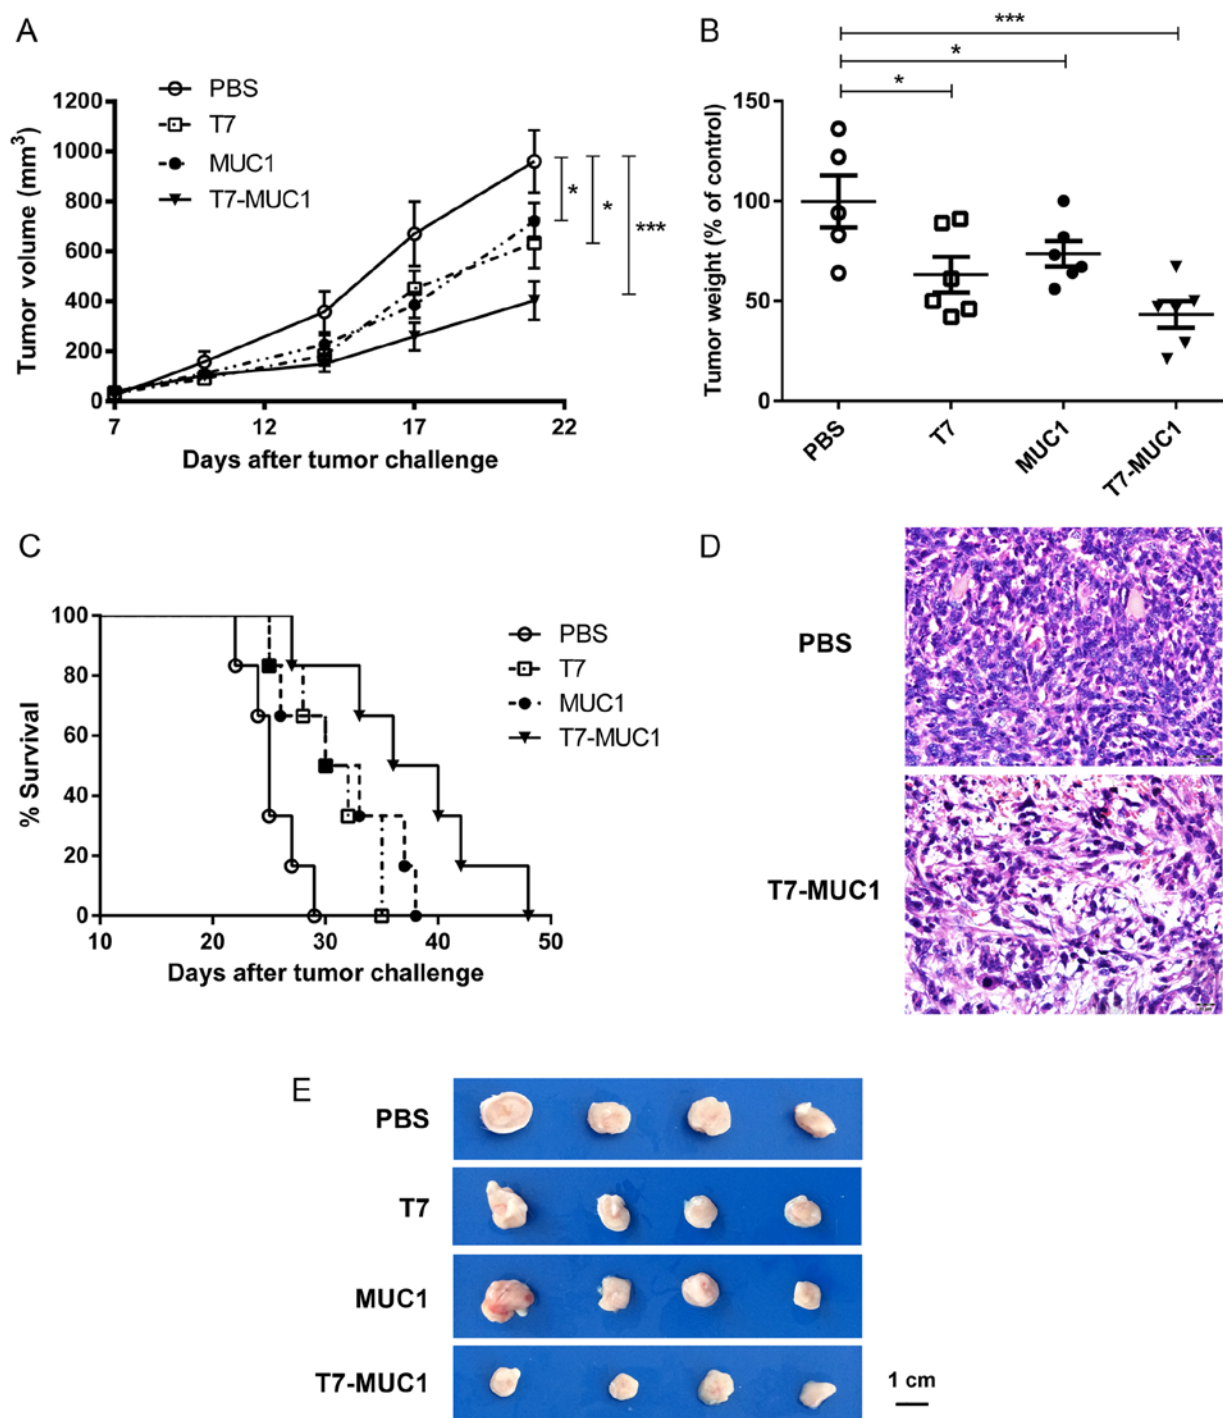 A
PBS
T7
MUC1
T7-MUC1
Tumor volume (mm³)
1200
1000
800
600
400
200
0
*
*
***
7
12
17
22
Days after tumor challenge
B
***
*
*
Tumor weight (% of control)
150
100
50
0
PBS
T7
MUC1
T7-MUC1
C
% Survival
100
80
60
40
20
0
PBS
T7
MUC1
T7-MUC1
10
20
30
40
50
Days after tumor challenge
D
PBS
T7-MUC1
E
PBS
T7
MUC1
T7-MUC1
1 cm